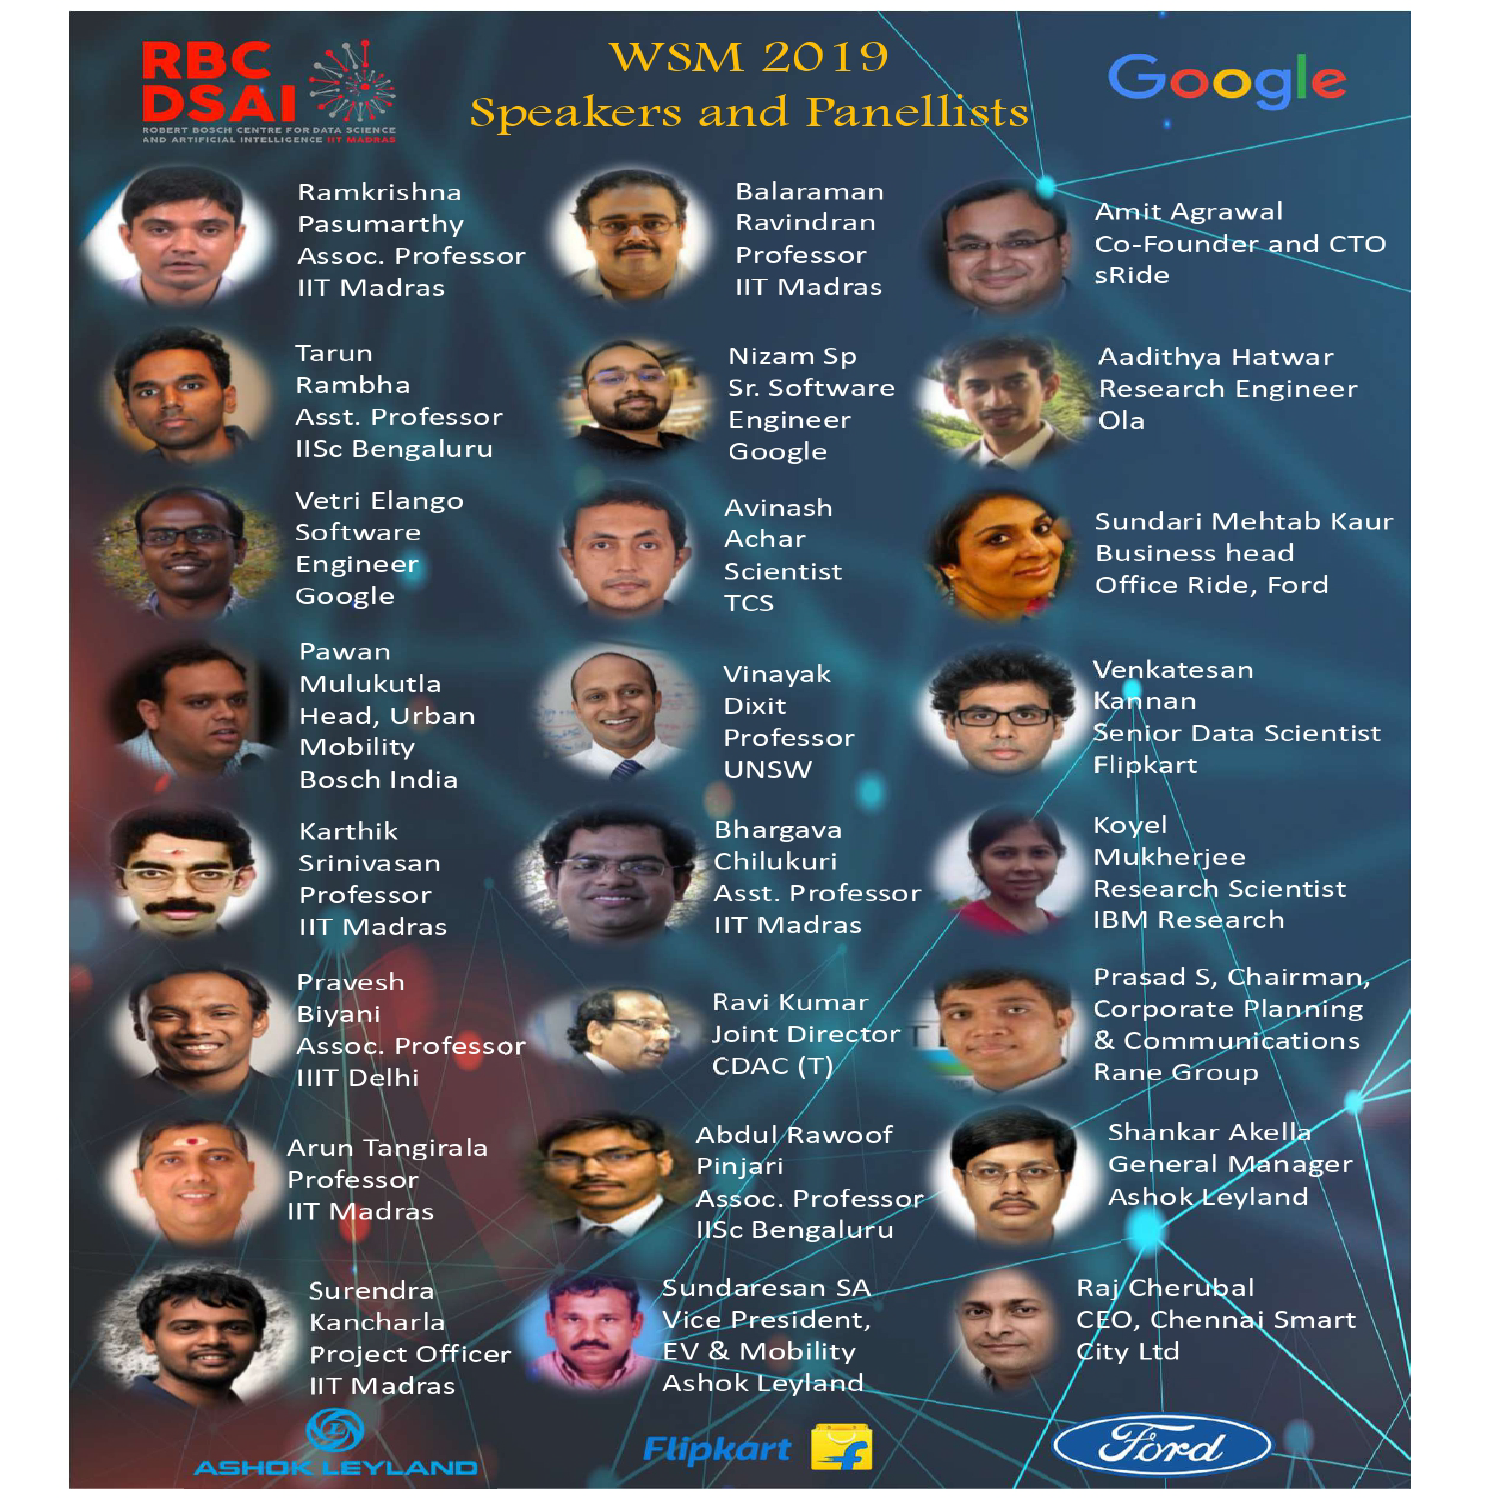 RBC
DSAI
ROBERT BOSCH CENTRE FOR DATA SCIENCE
AND ARTIFICIAL INTELLIGENCE IIT MADRAS
WSM 2019
Speakers and Panellists
Google
Ramkrishna
Pasumarthy
Assoc. Professor
IIT Madras
Balaraman
Ravindran
Professor
IIT Madras
Amit Agrawal
Co-Founder and CTO
sRide
Tarun
Rambha
Asst. Professor
IISc Bengaluru
Nizam Sp
Sr. Software
Engineer
Google
Aadithya Hatwar
Research Engineer
Ola
Vetri Elango
Software
Engineer
Google
Avinash
Achar
Scientist
TCS
Sundari Mehtab Kaur
Business head
Office Ride, Ford
Pawan
Mulukutla
Head, Urban
Mobility
Bosch India
Vinayak
Dixit
Professor
UNSW
Venkatesan
Kannan
Senior Data Scientist
Flipkart
Karthik
Srinivasan
Professor
IIT Madras
Bhargava
Chilukuri
Asst. Professor
IIT Madras
Koyel
Mukherjee
Research Scientist
IBM Research
Pravesh
Biyani
Assoc. Professor
IIIT Delhi
Ravi Kumar
Joint Director
CDAC (T)
Prasad S, Chairman,
Corporate Planning
& Communications
Rane Group
Arun Tangirala
Professor
IIT Madras
Abdul Rawoof
Pinjari
Assoc. Professor
IISc Bengaluru
Shankar Akella
General Manager
Ashok Leyland
Surendra
Kancharla
Project Officer
IIT Madras
Sundaresan SA
Vice President,
EV & Mobility
Ashok Leyland
Raj Cherubal
CEO, Chennai Smart
City Ltd
ASHOK LEYLAND
Flipkart
Ford